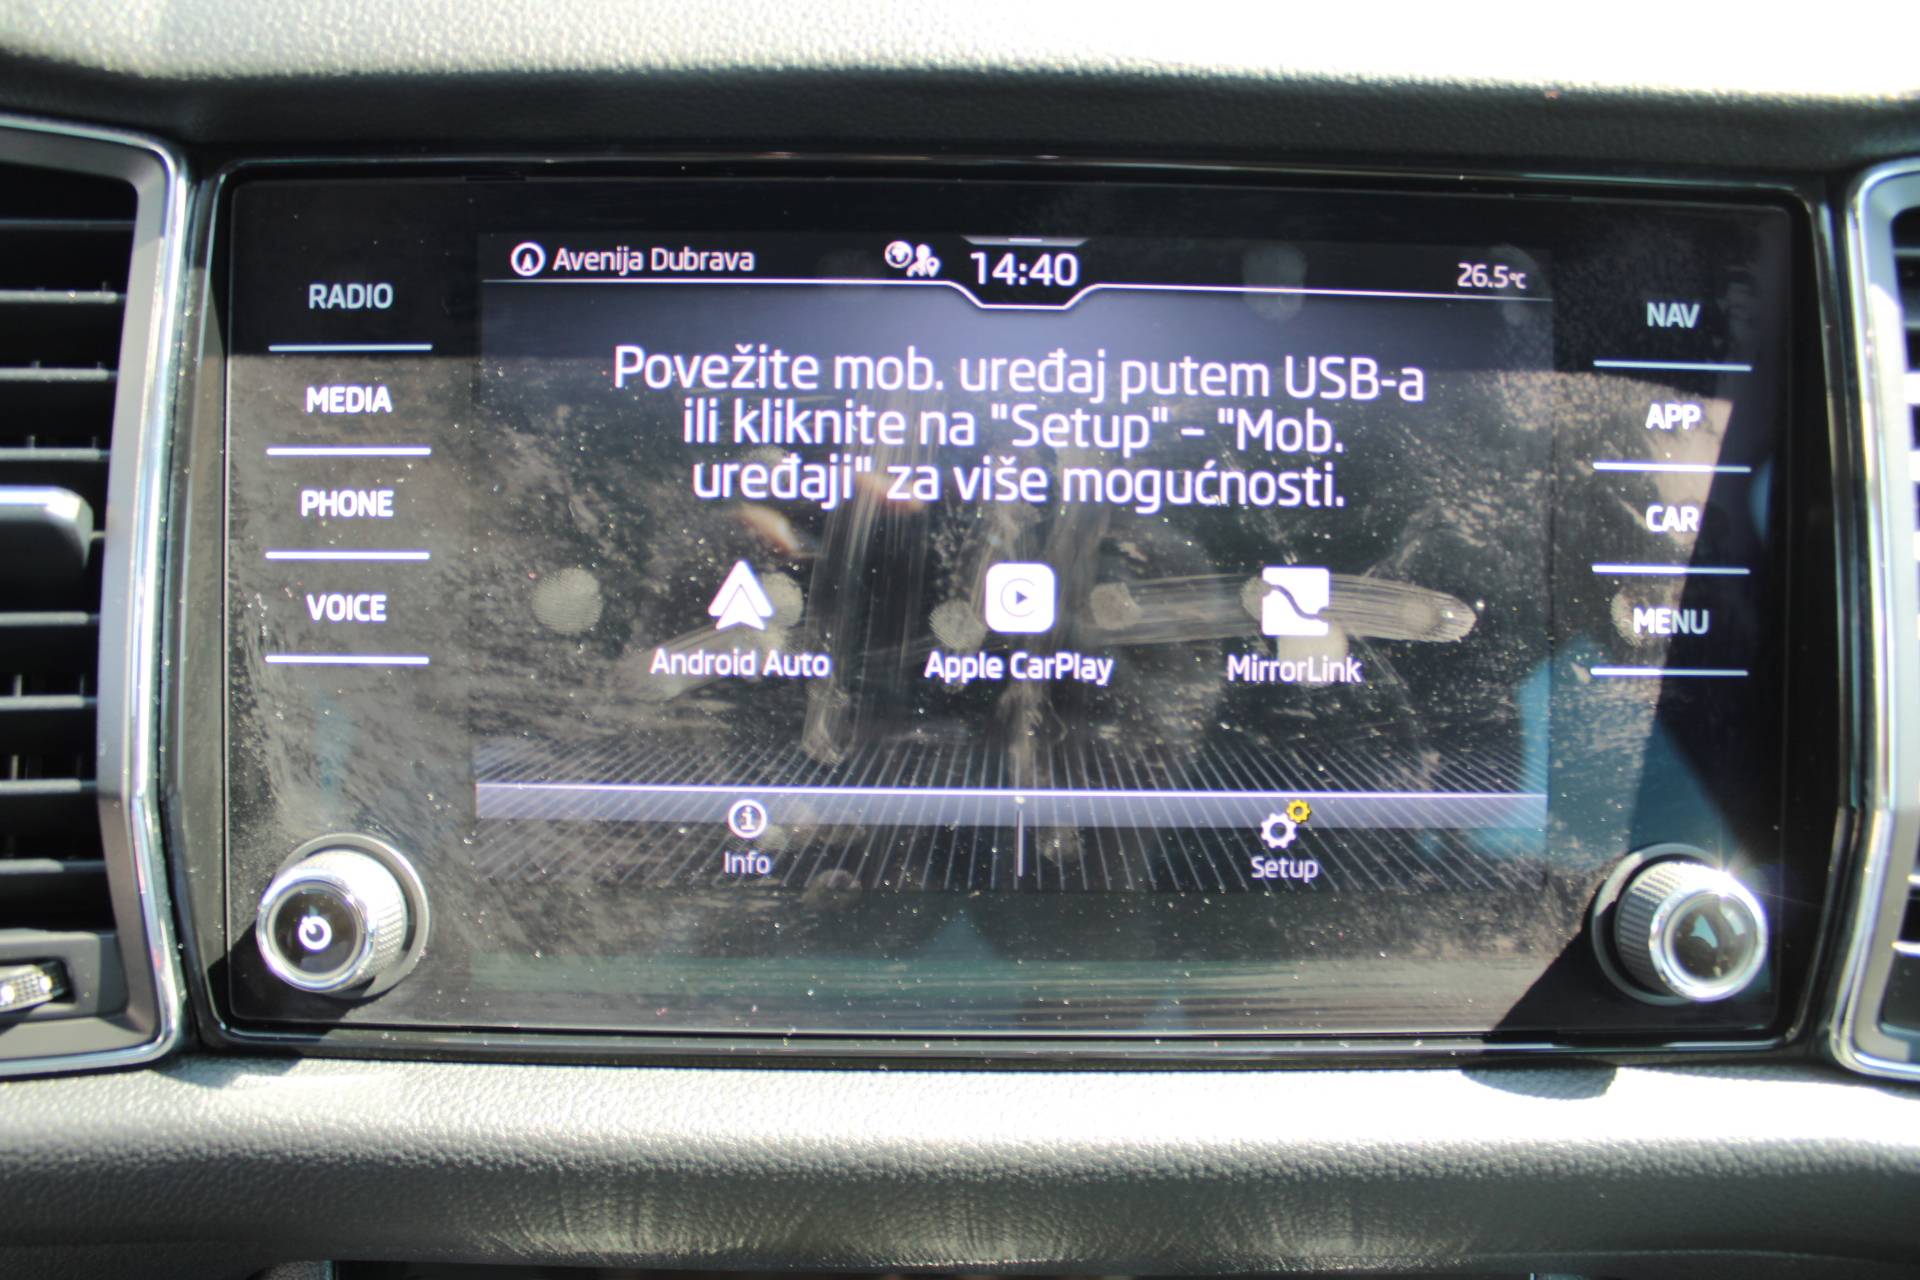 Avenija Dubrava 14:40 26.5°C
RADIO
MEDIA
PHONE
VOICE
Povežite mob. uređaj putem USB-a
ili kliknite na "Setup" – "Mob.
uređaji" za više mogućnosti.
Android Auto
Apple CarPlay
MirrorLink
Info
Setup
NAV
APP
CAR
MENU